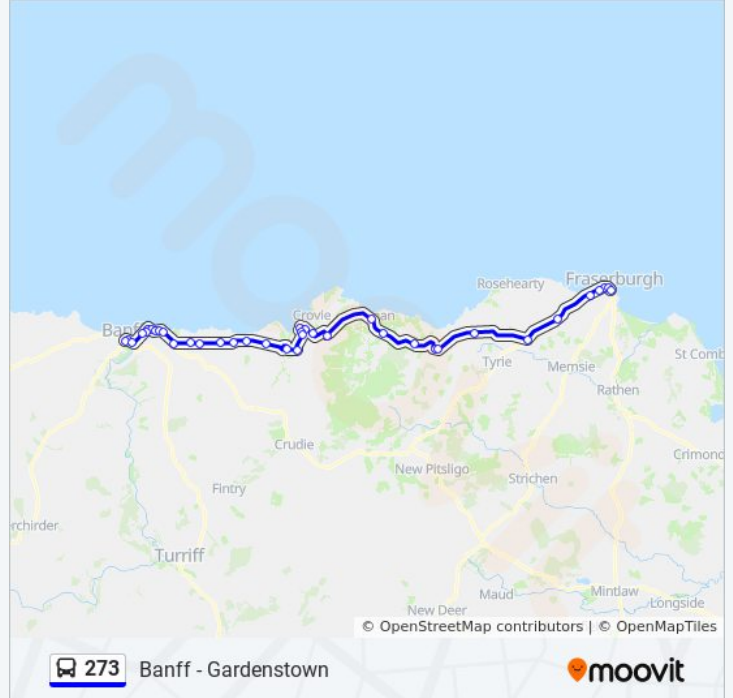 Rosehearty
Fraserburgh
Crovie
Banff
St Comb
Tyrie
Memsie
Rathen
Crudie
Crimond
New Pitsligo
Strichen
Fintry
rchirder
Turriff
Maud
Mintlaw
Longside
New Deer
© OpenStreetMap contributors | © OpenMapTiles
273 Banff - Gardenstown
moovit